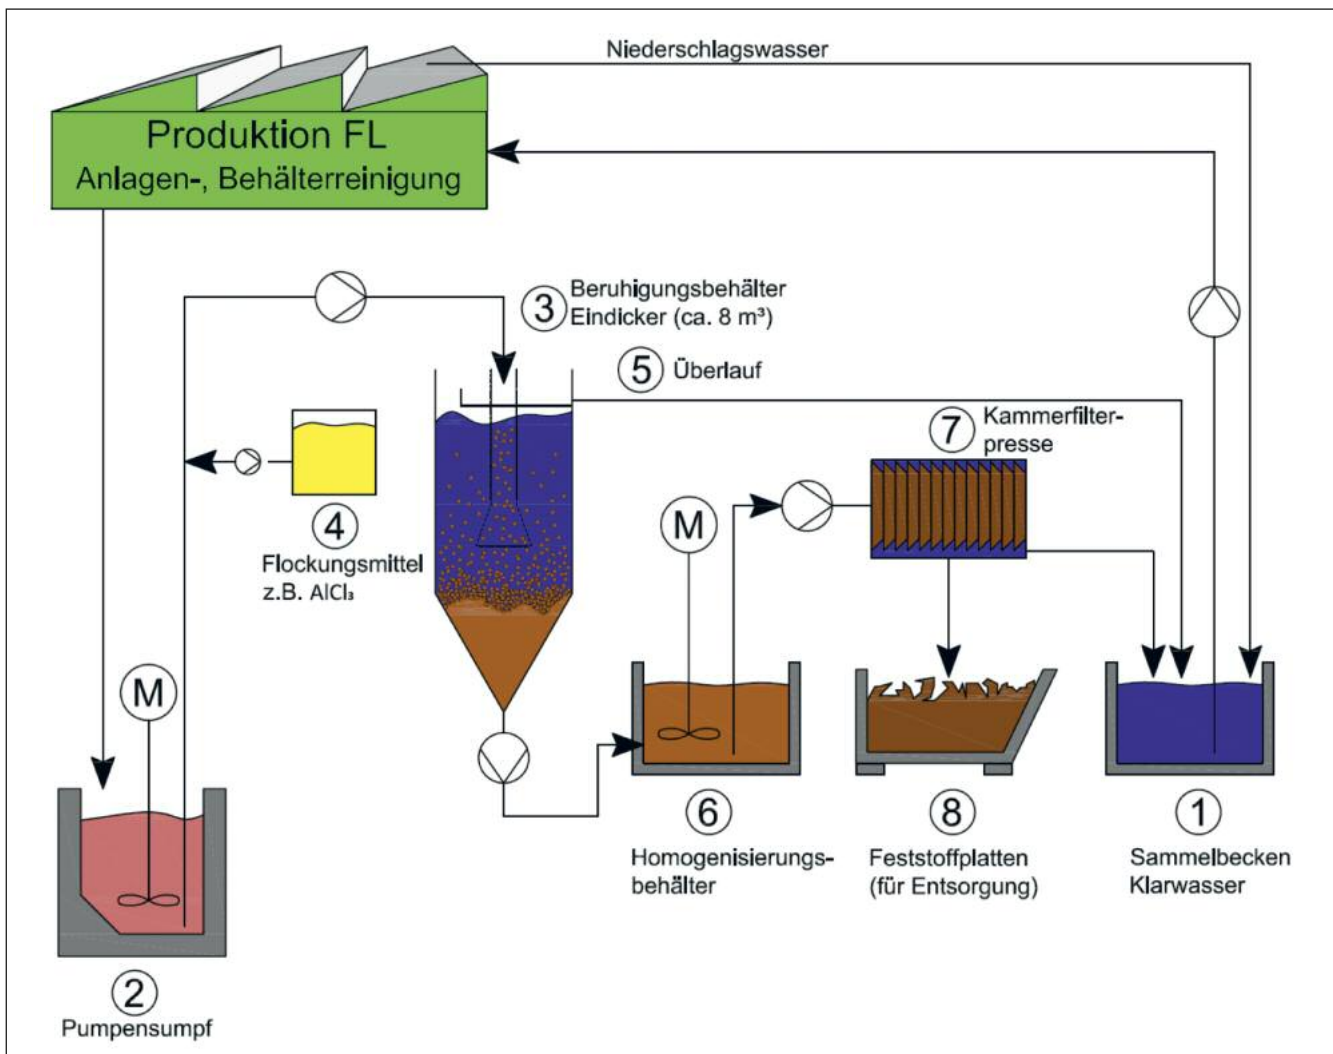 Niederschlagswasser
Produktion FL
Anlagen-, Behälterreinigung
3
Beruhigungsbehälter
Eindicker (ca. 8 m³)
5
Überlauf
7
Kammerfilter-
presse
4
Flockungsmittel
z.B. AlCl₃
M
M
6
Homogenisierungs-
behälter
8
Feststoffplatten
(für Entsorgung)
1
Sammelbecken
Klarwasser
2
Pumpensumpf